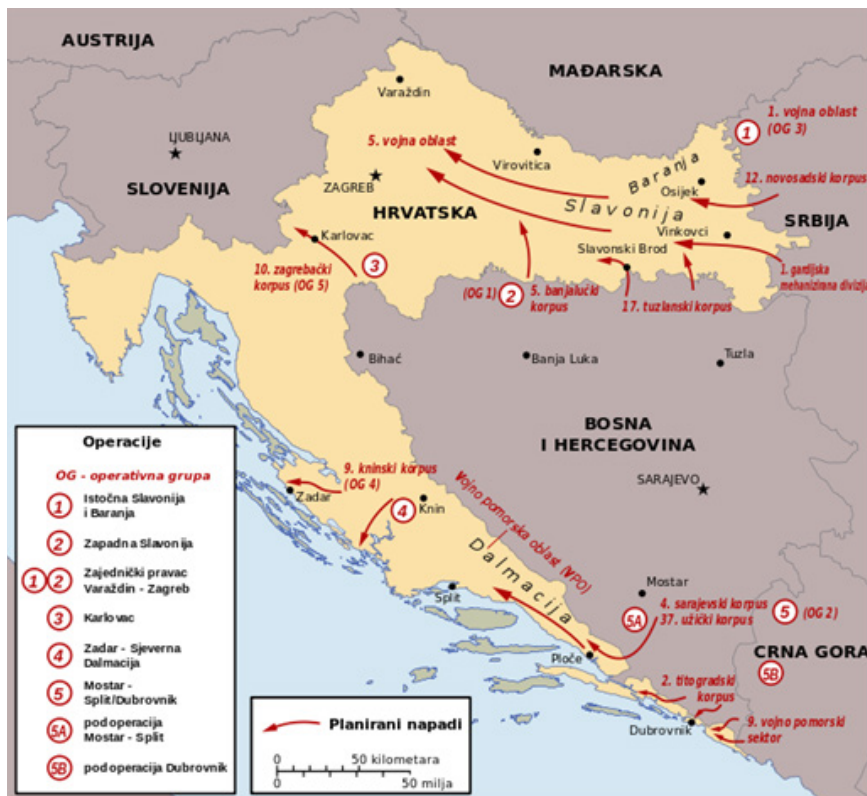 AUSTRIJA
MAĐARSKA
Varaždin
1. vojna oblast
(OG 3)
1
LJUBLJANA
5. vojna oblast
Virovitica
Baranja
12. novosadski korpus
ZAGREB
Osijek
SLOVENIJA
Slavonija
HRVATSKA
SRBIJA
Vinkovci
Karlovac
Slavonski Brod
10. zagrebački
korpus (OG 5)
3
1. gardijska
mehanizirana divizija
(OG 1)
2
5. banjalučki
korpus
17. tuzlanski korpus
Bihać
Banja Luka
Tuzla
BOSNA
I HERCEGOVINA
SARAJEVO
9. kninski korpus
(OG 4)
Zadar
4
Knin
Vojno pomorska oblast (VPO)
Dalmacija
Split
Mostar
5A
4. sarajevski korpus
37. užički korpus
5
(OG 2)
CRNA GORA
5B
Ploče
2. titogradski
korpus
Dubrovnik
9. vojno pomorski
sektor
Operacije
OG - operativna grupa
1 Istočna Slavonija
i Baranja
2 Zapadna Slavonija
1 2 Zajednički pravac
Varaždin - Zagreb
3 Karlovac
4 Zadar - Sjeverna
Dalmacija
5 Mostar -
Split/Dubrovnik
5A podoperacija
Mostar - Split
5B podoperacija Dubrovnik
Planirani napadi
0 50 kilometara
0 50 milja